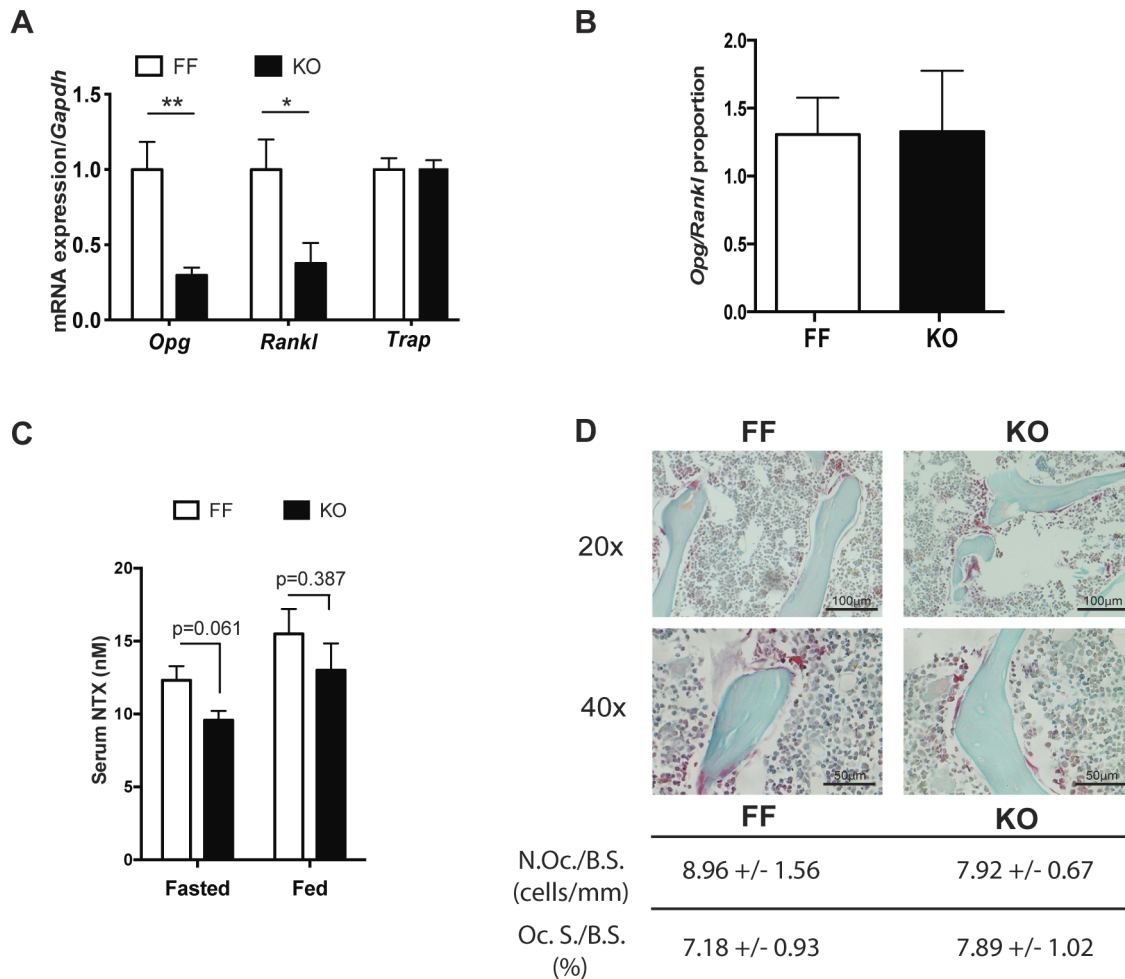 A
FF KO
mRNA expression/Gapdh
1.5
1.0
0.5
0.0
** *
Opg Rankl Trap
B
Opg/Rankl proportion
2.0
1.5
1.0
0.5
0.0
FF KO
C
FF KO
Serum NTX (nM)
20
15
10
5
0
p=0.061
p=0.387
Fasted Fed
D
FF KO
20x
100µm 100µm
40x
50µm 50µm
FF KO
N.Oc./B.S.
(cells/mm)
8.96 +/- 1.56 7.92 +/- 0.67
Oc. S./B.S.
(%)
7.18 +/- 0.93 7.89 +/- 1.02